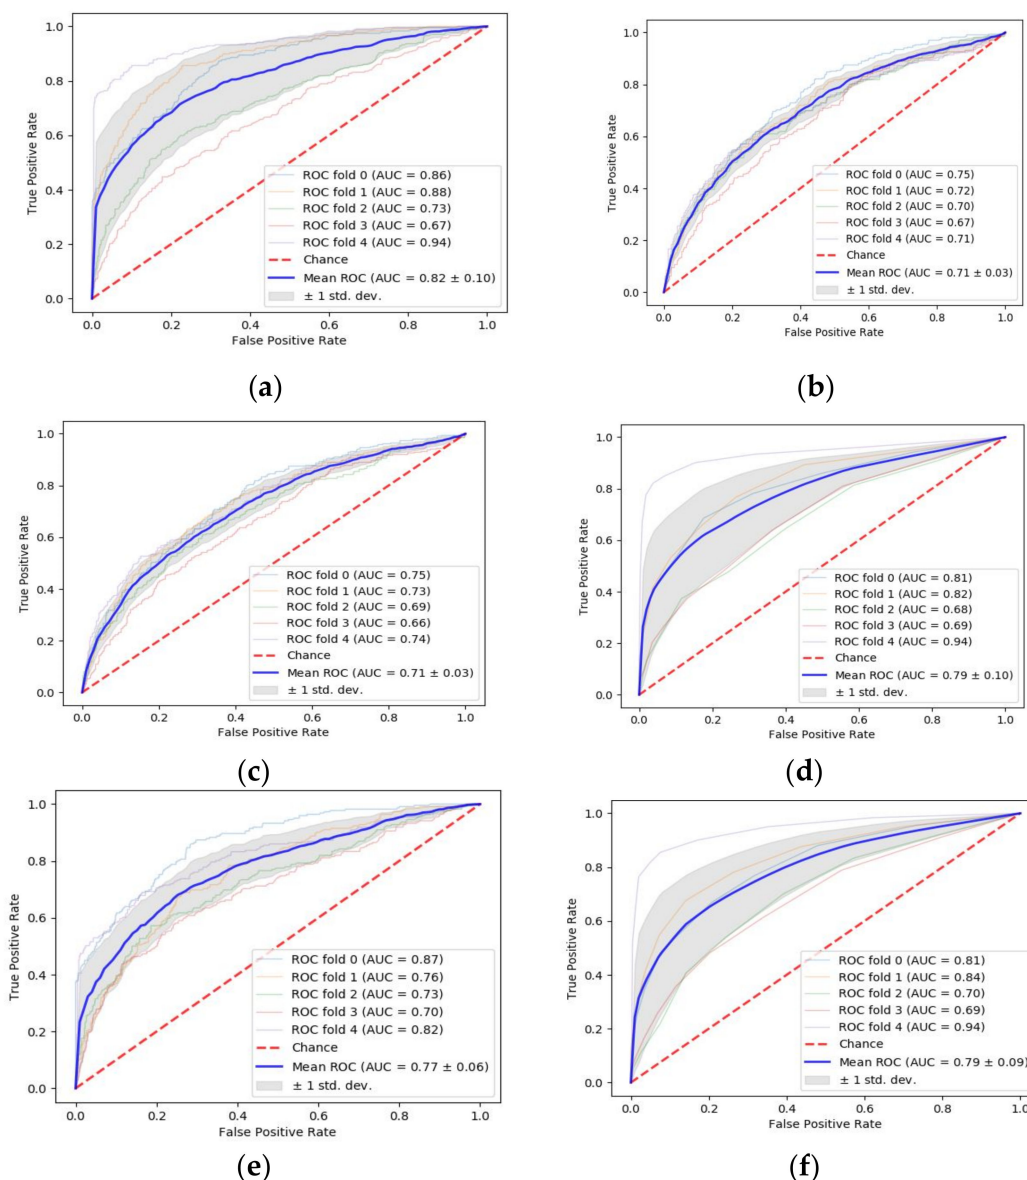 1.0
0.8
0.6
0.4
0.2
0.0
True Positive Rate
ROC fold 0 (AUC = 0.86)
ROC fold 1 (AUC = 0.88)
ROC fold 2 (AUC = 0.73)
ROC fold 3 (AUC = 0.67)
ROC fold 4 (AUC = 0.94)
Chance
Mean ROC (AUC = 0.82 ± 0.10)
± 1 std. dev.
0.0 0.2 0.4 0.6 0.8 1.0
False Positive Rate
(a)
1.0
0.8
0.6
0.4
0.2
0.0
True Positive Rate
ROC fold 0 (AUC = 0.75)
ROC fold 1 (AUC = 0.72)
ROC fold 2 (AUC = 0.70)
ROC fold 3 (AUC = 0.67)
ROC fold 4 (AUC = 0.71)
Chance
Mean ROC (AUC = 0.71 ± 0.03)
± 1 std. dev.
0.0 0.2 0.4 0.6 0.8 1.0
False Positive Rate
(b)
1.0
0.8
0.6
0.4
0.2
0.0
True Positive Rate
ROC fold 0 (AUC = 0.75)
ROC fold 1 (AUC = 0.73)
ROC fold 2 (AUC = 0.69)
ROC fold 3 (AUC = 0.66)
ROC fold 4 (AUC = 0.74)
Chance
Mean ROC (AUC = 0.71 ± 0.03)
± 1 std. dev.
0.0 0.2 0.4 0.6 0.8 1.0
False Positive Rate
(c)
1.0
0.8
0.6
0.4
0.2
0.0
True Positive Rate
ROC fold 0 (AUC = 0.81)
ROC fold 1 (AUC = 0.82)
ROC fold 2 (AUC = 0.68)
ROC fold 3 (AUC = 0.69)
ROC fold 4 (AUC = 0.94)
Chance
Mean ROC (AUC = 0.79 ± 0.10)
± 1 std. dev.
0.0 0.2 0.4 0.6 0.8 1.0
False Positive Rate
(d)
1.0
0.8
0.6
0.4
0.2
0.0
True Positive Rate
ROC fold 0 (AUC = 0.87)
ROC fold 1 (AUC = 0.76)
ROC fold 2 (AUC = 0.73)
ROC fold 3 (AUC = 0.70)
ROC fold 4 (AUC = 0.82)
Chance
Mean ROC (AUC = 0.77 ± 0.06)
± 1 std. dev.
0.0 0.2 0.4 0.6 0.8 1.0
False Positive Rate
(e)
1.0
0.8
0.6
0.4
0.2
0.0
True Positive Rate
ROC fold 0 (AUC = 0.81)
ROC fold 1 (AUC = 0.84)
ROC fold 2 (AUC = 0.70)
ROC fold 3 (AUC = 0.69)
ROC fold 4 (AUC = 0.94)
Chance
Mean ROC (AUC = 0.79 ± 0.09)
± 1 std. dev.
0.0 0.2 0.4 0.6 0.8 1.0
False Positive Rate
(f)